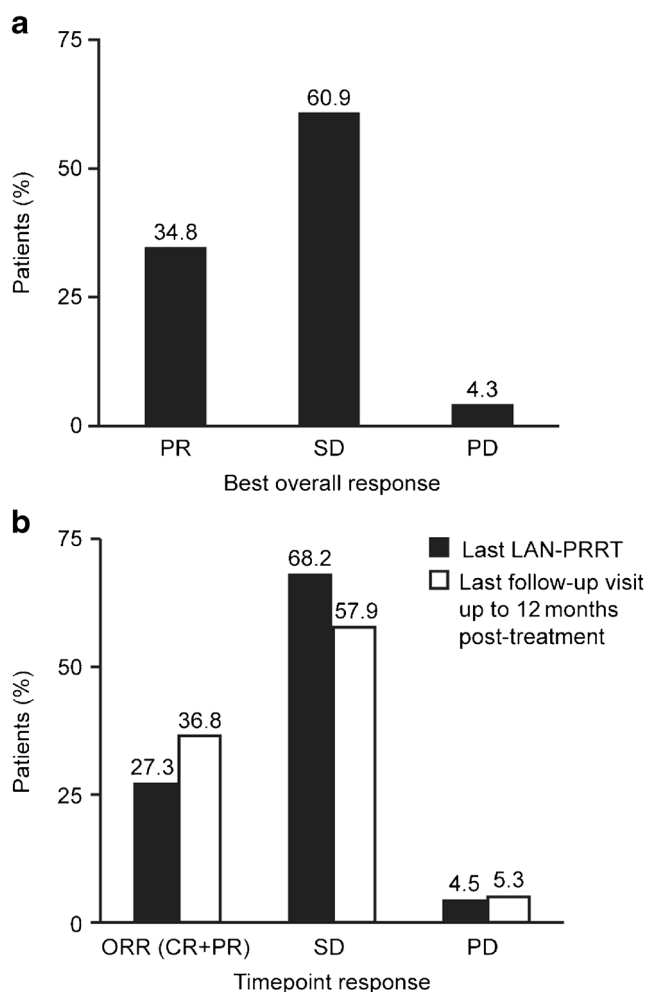 a
75
50
25
0
Patients (%)
34.8
60.9
4.3
PR
SD
PD
Best overall response
b
75
50
25
0
Patients (%)
Last LAN-PRRT
Last follow-up visit
up to 12 months
post-treatment
27.3
36.8
68.2
57.9
4.5
5.3
ORR (CR+PR)
SD
PD
Timepoint response